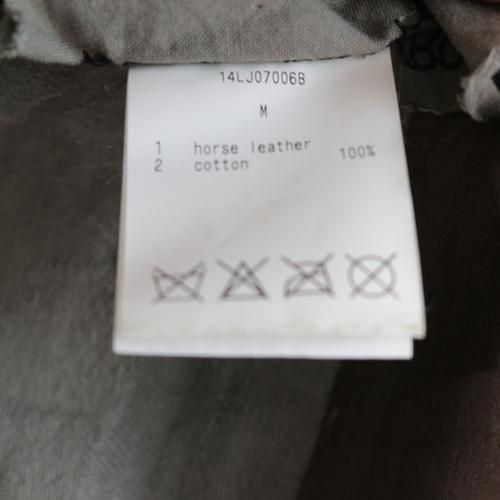 14LJ07006B
M
1 horse leather 100%
2 cotton